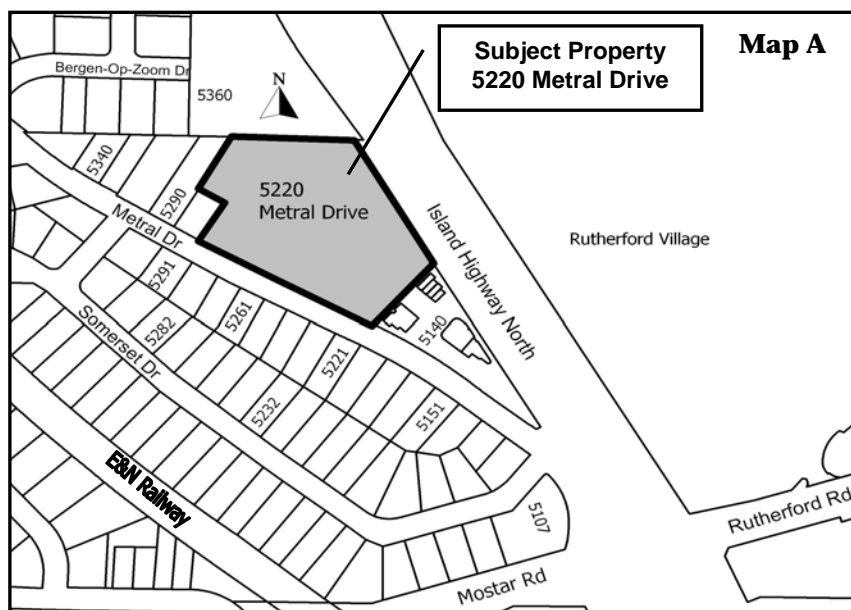 Subject Property
5220 Metral Drive
Map A
Bergen-Op-Zoom Dr
5360
N
5340
5290
5220
Metral Drive
Metral Dr
Island Highway North
Rutherford Village
5291
5282
5261
5140
Somerset Dr
5221
5232
5151
E&N Railway
5107
Rutherford Rd
Mostar Rd